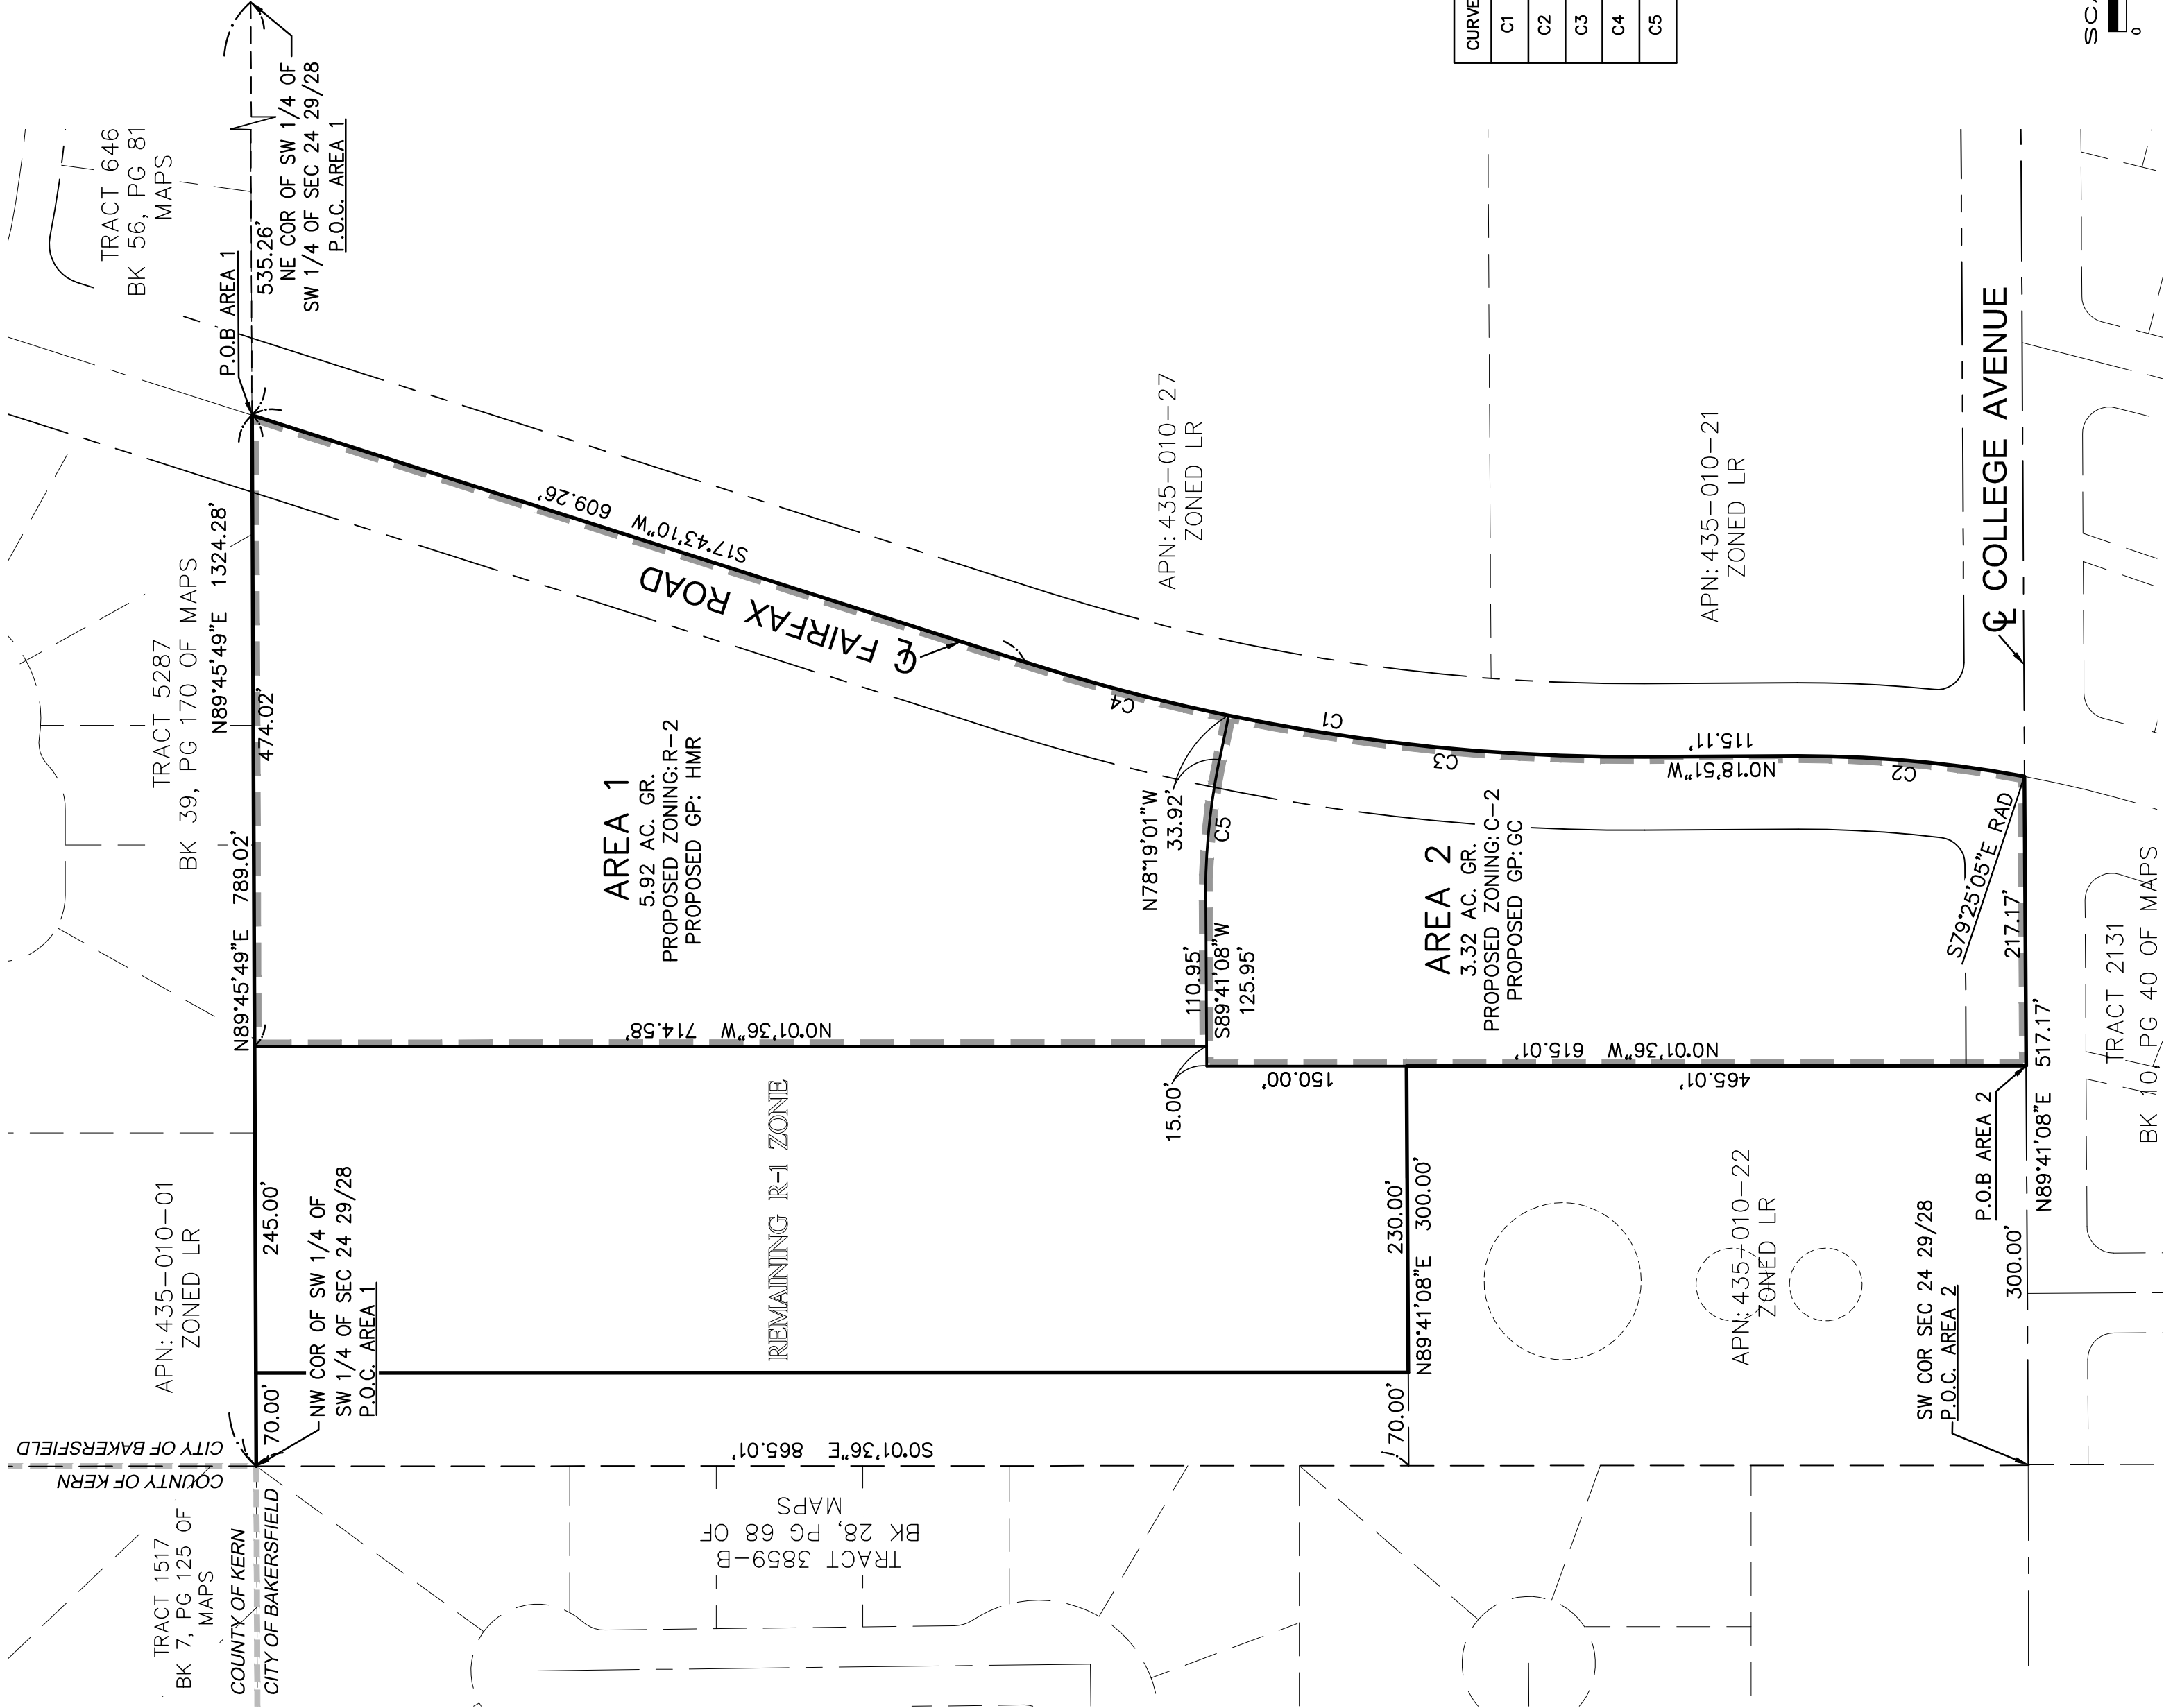 TRACT 1517
BK 7, PG 125 OF
MAPS
COUNTY OF KERN
CITY OF BAKERSFIELD
COUNTY OF KERN
CITY OF BAKERSFIELD
APN: 435-010-01
ZONED LR
70.00'
245.00'
NW COR OF SW 1/4 OF
SW 1/4 OF SEC 24 29/28
P.O.C. AREA 1
TRACT 5287
BK 39, PG 170 OF MAPS
N89°45'49"E 789.02'
N89°45'49"E 1324.28'
474.02'
TRACT 646
BK 56, PG 81
MAPS
P.O.B AREA 1
535.26'
NE COR OF SW 1/4 OF
SW 1/4 OF SEC 24 29/28
P.O.C. AREA 1
S0°01'36"E 865.01'
TRACT 3859-B
BK 28, PG 68 OF
MAPS
REMAINING R-1 ZONE
N0°01'36"W 714.58'
AREA 1
5.92 AC. GR.
PROPOSED ZONING: R-2
PROPOSED GP: HMR
S17°43'10"W 609.26'
℄ FAIRFAX ROAD
C4
C1
C3
115.11'
N0°18'51"W
C2
APN: 435-010-27
ZONED LR
APN: 435-010-21
ZONED LR
N78°19'01"W
33.92'
C5
110.95'
S89°41'08"W
125.95'
15.00'
150.00'
AREA 2
3.32 AC. GR.
PROPOSED ZONING: C-2
PROPOSED GP: GC
N0°01'36"W 615.01'
465.01'
70.00'
230.00'
N89°41'08"E 300.00'
APN: 435-010-22
ZONED LR
SW COR SEC 24 29/28
P.O.C. AREA 2
300.00'
P.O.B AREA 2
N89°41'08"E 517.17'
217.17'
S79°25'05"E RAD
℄ COLLEGE AVENUE
TRACT 2131
BK 10, PG 40 OF MAPS
CURVE
C1
C2
C3
C4
C5
0